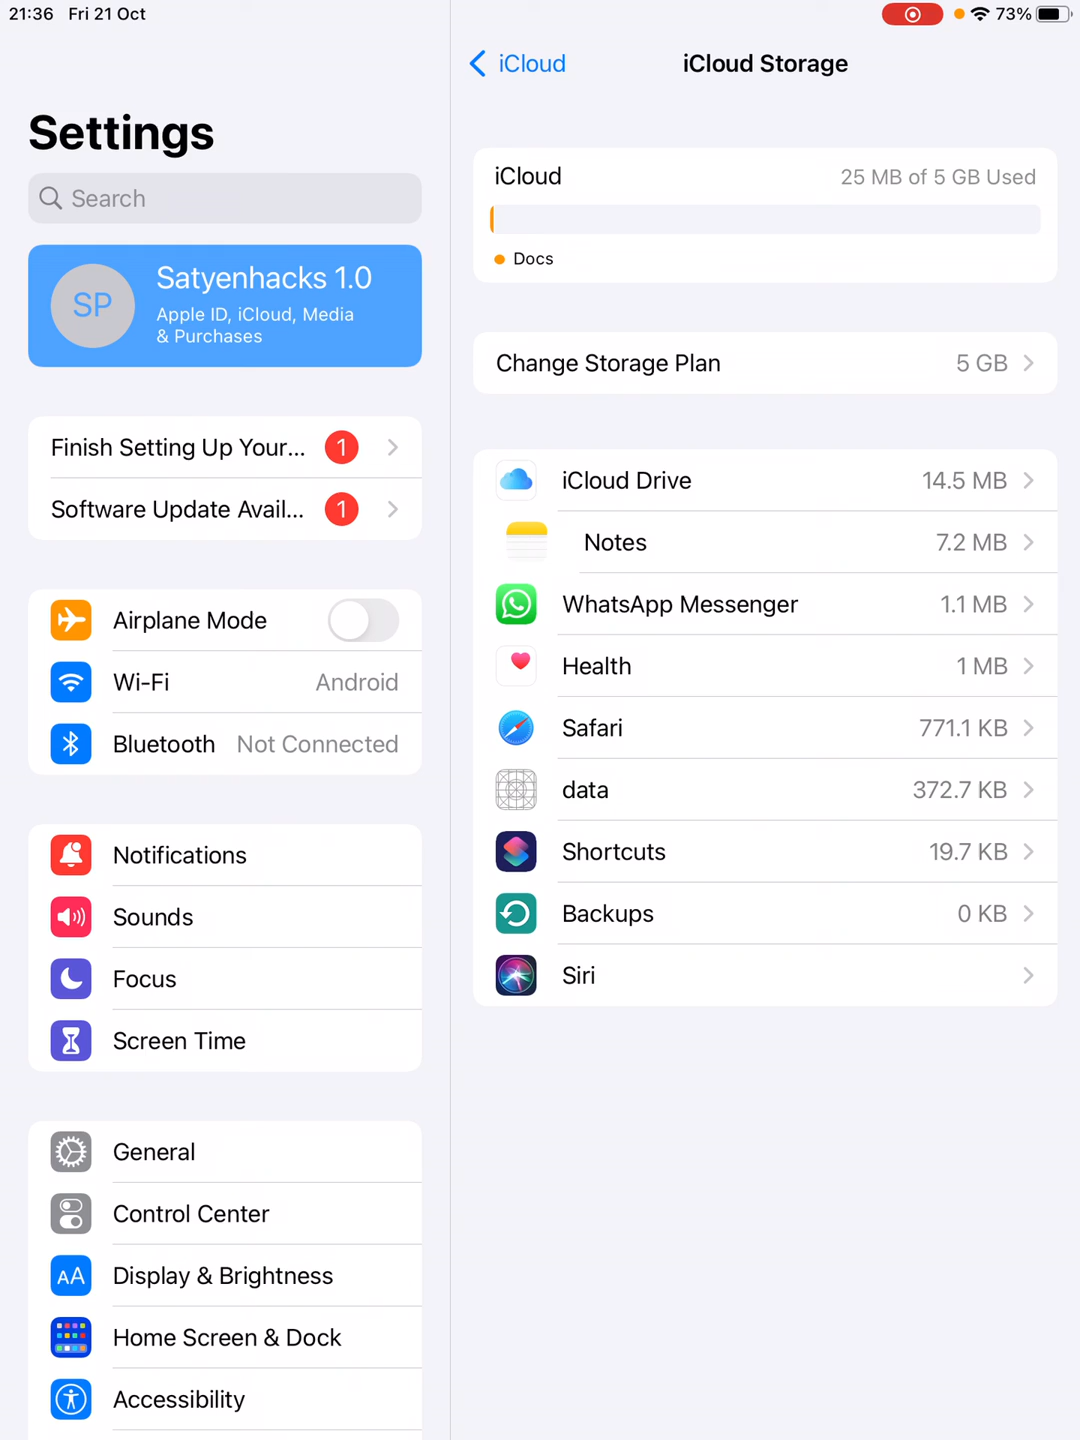 21:36 Fri 21 Oct
73%
Settings
Search
SP
Satyenhacks 1.0
Apple ID, iCloud, Media
& Purchases
Finish Setting Up Your... 1
Software Update Avail... 1
Airplane Mode
Wi-Fi Android
Bluetooth Not Connected
Notifications
Sounds
Focus
Screen Time
General
Control Center
AA Display & Brightness
Home Screen & Dock
Accessibility
iCloud
iCloud Storage
iCloud 25 MB of 5 GB Used
Docs
Change Storage Plan 5 GB
iCloud Drive 14.5 MB
Notes 7.2 MB
WhatsApp Messenger 1.1 MB
Health 1 MB
Safari 771.1 KB
data 372.7 KB
Shortcuts 19.7 KB
Backups 0 KB
Siri